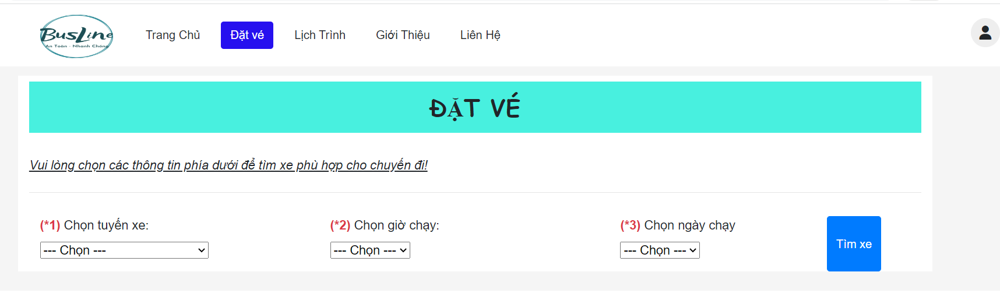 BusLine
An Toàn - Nhanh Chóng
Trang Chủ
Đặt vé
Lịch Trình
Giới Thiệu
Liên Hệ
ĐẶT VÉ
Vui lòng chọn các thông tin phía dưới để tìm xe phù hợp cho chuyến đi!
(*1) Chọn tuyến xe:
(*2) Chọn giờ chạy:
(*3) Chọn ngày chạy
--- Chọn ---
--- Chọn ---
--- Chọn ---
Tìm xe